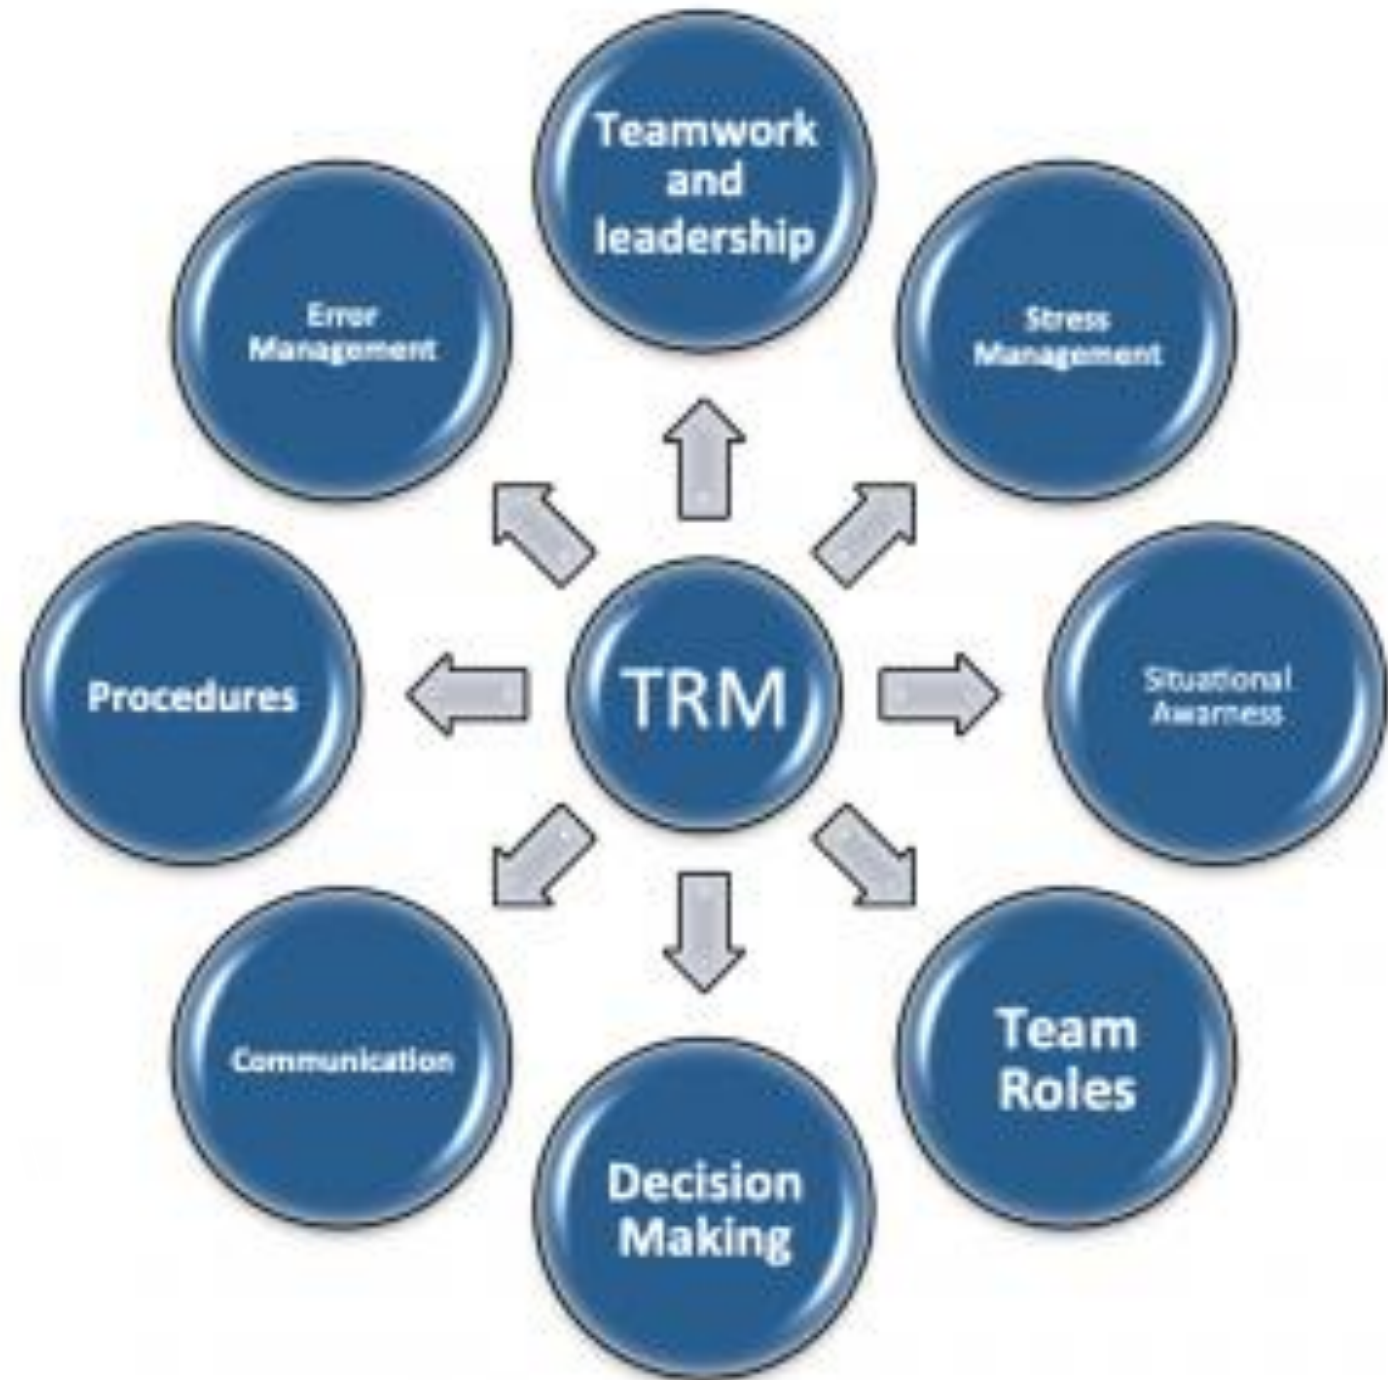 Teamwork
and
leadership
Error
Management
Stress
Management
Procedures
TRM
Situational
Awarness
Communication
Team
Roles
Decision
Making